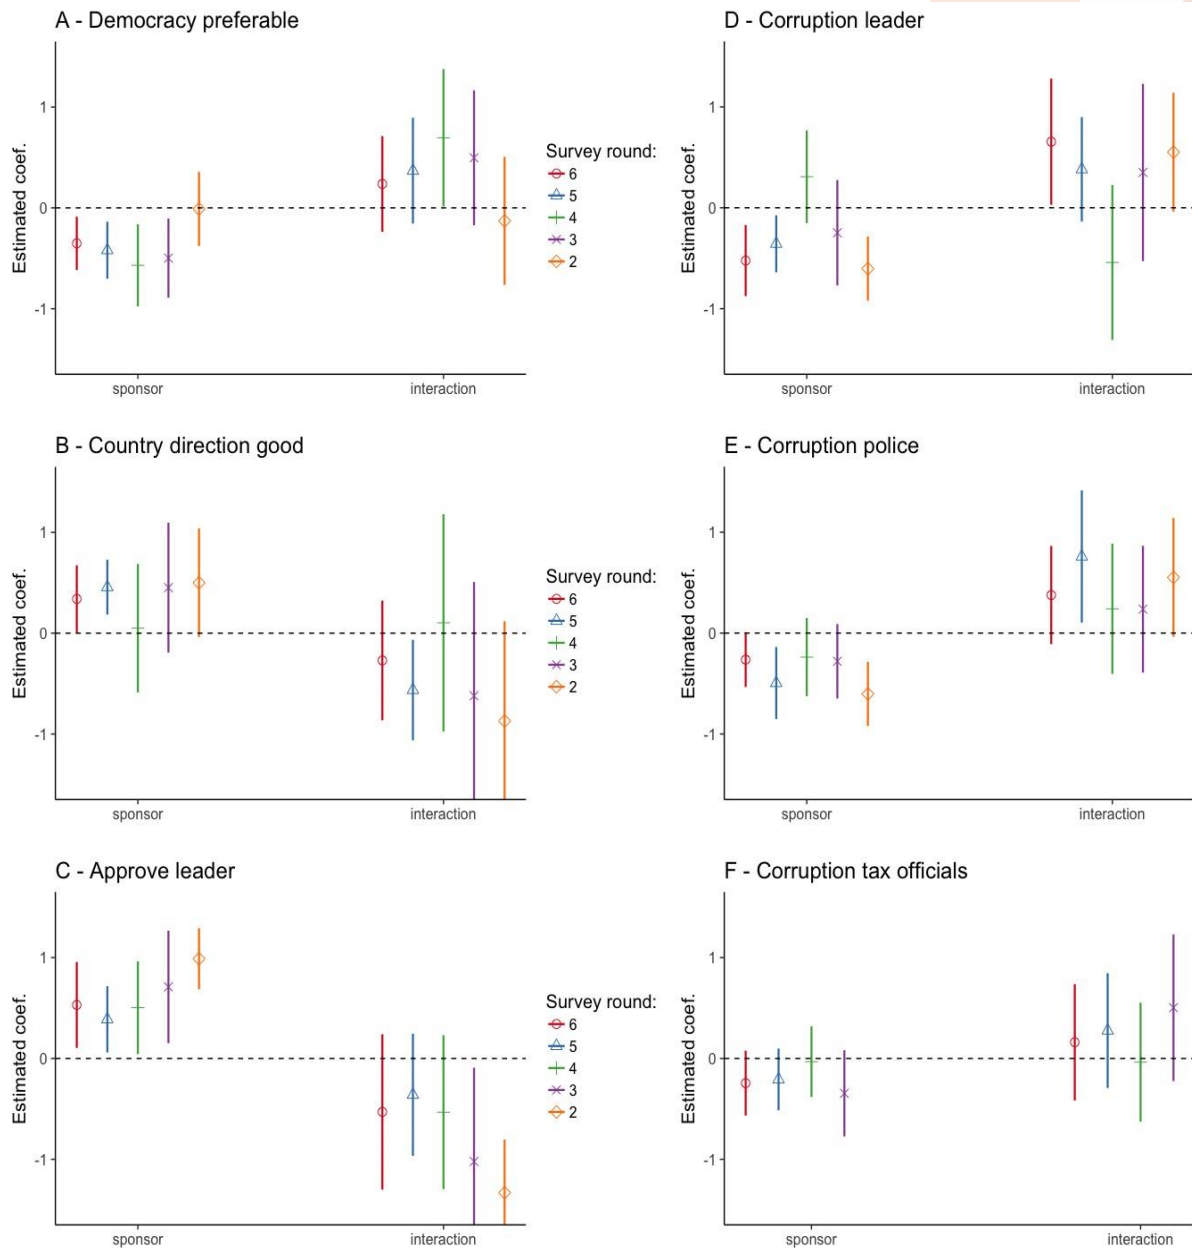 A - Democracy preferable
Estimated coef.
1
0
-1
sponsor
interaction
Survey round:
6
5
4
3
2
D - Corruption leader
Estimated coef.
1
0
-1
sponsor
interaction
B - Country direction good
Estimated coef.
1
0
-1
sponsor
interaction
Survey round:
6
5
4
3
2
E - Corruption police
Estimated coef.
1
0
-1
sponsor
interaction
C - Approve leader
Estimated coef.
1
0
-1
sponsor
interaction
Survey round:
6
5
4
3
2
F - Corruption tax officials
Estimated coef.
1
0
-1
sponsor
interaction